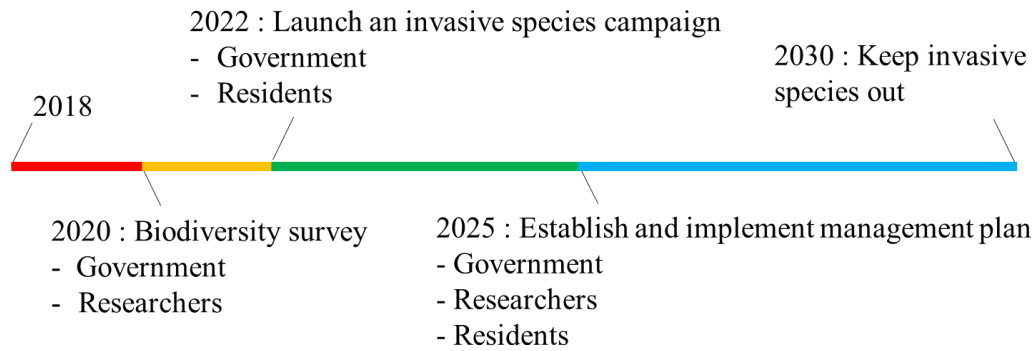 2022 : Launch an invasive species campaign
- Government
- Residents
2030 : Keep invasive
species out
2018
2020 : Biodiversity survey
- Government
- Researchers
2025 : Establish and implement management plan
- Government
- Researchers
- Residents